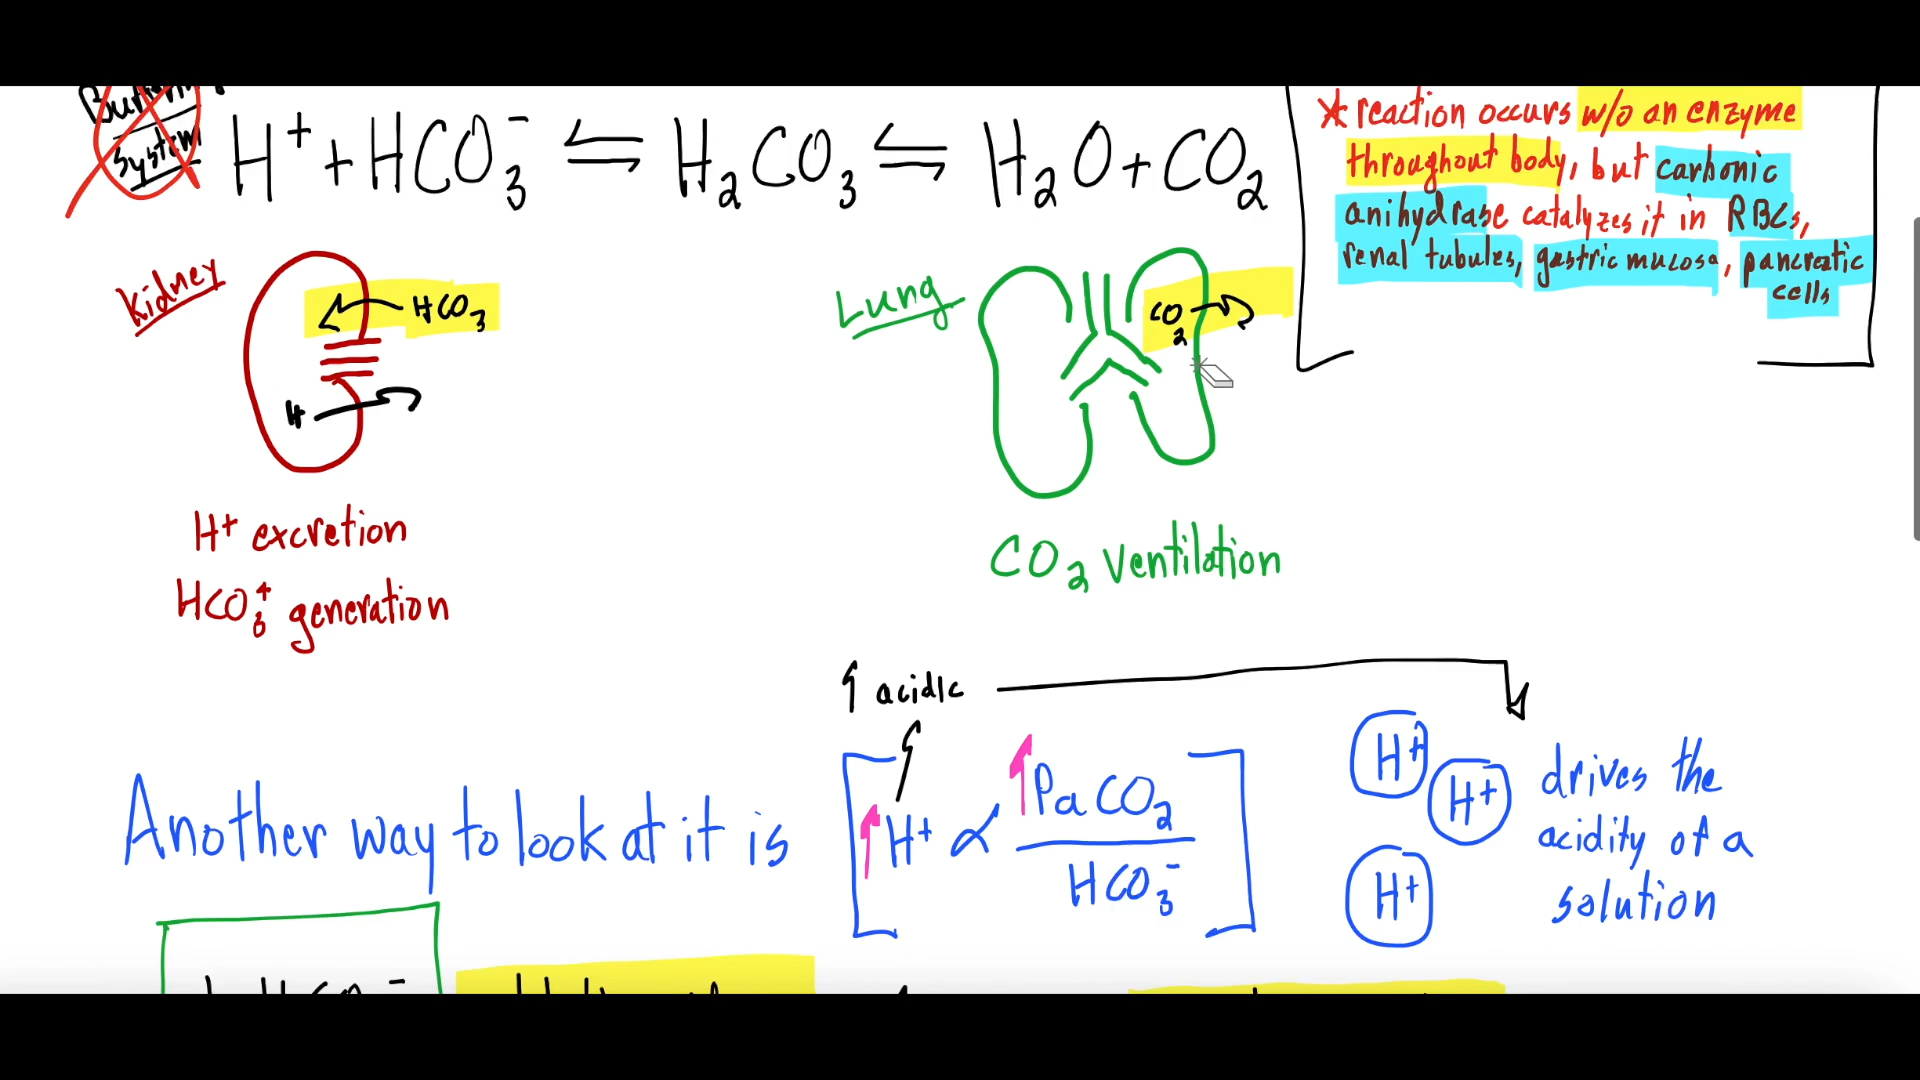 system
H⁺ + HCO₃⁻ ⇌ H₂CO₃ ⇌ H₂O + CO₂
* reaction occurs w/o an enzyme
throughout body, but carbonic
anihydrase catalyzes it in RBCs,
renal tubules, gastric mucosa, pancreatic
cells
Kidney
HCO₃
H
H⁺ excretion
HCO₃⁺ generation
Lung
CO₂
CO₂ ventilation
↑ acidic
Another way to look at it is
↑ H⁺ ∝ ↑ PaCO₂
HCO₃⁻
H⁺
H⁺
H⁺
drives the
acidity of a
solution